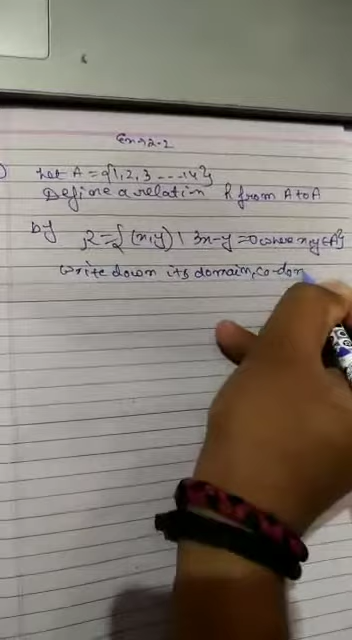 Ex→2.2
) Let A = {1, 2, 3 ---- 14}
Define a relation R from A to A
by R = { (x, y) | 3x-y=0 where x, y ∈ A}
write down its domain, co-dom